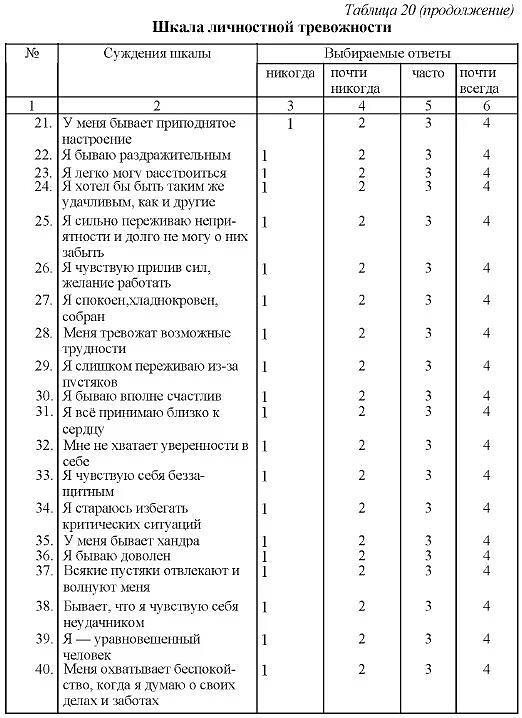 Таблица 20 (продолжение)
Шкала личностной тревожности
№ Суждения шкалы Выбираемые ответы
никогда почти никогда часто почти всегда
1 2 3 4 5 6
21. У меня бывает приподнятое 1 2 3 4
настроение
22. Я бываю раздражительным 1 2 3 4
23. Я легко могу расстроиться 1 2 3 4
24. Я хотел бы быть таким же 1 2 3 4
удачливым, как и другие
25. Я сильно переживаю непри- 1 2 3 4
ятности и долго не могу о них
забыть
26. Я чувствую прилив сил, 1 2 3 4
желание работать
27. Я спокоен,хладнокровен, 1 2 3 4
собран
28. Меня тревожат возможные 1 2 3 4
трудности
29. Я слишком переживаю из-за 1 2 3 4
пустяков
30. Я бываю вполне счастлив 1 2 3 4
31. Я всё принимаю близко к 1 2 3 4
сердцу
32. Мне не хватает уверенности в 1 2 3 4
себе
33. Я чувствую себя безза- 1 2 3 4
щитным
34. Я стараюсь избегать 1 2 3 4
критических ситуаций
35. У меня бывает хандра 1 2 3 4
36. Я бываю доволен 1 2 3 4
37. Всякие пустяки отвлекают и 1 2 3 4
волнуют меня
38. Бывает, что я чувствую себя 1 2 3 4
неудачником
39. Я — уравновешенный 1 2 3 4
человек
40. Меня охватывает беспокой- 1 2 3 4
ство, когда я думаю о своих
делах и заботах